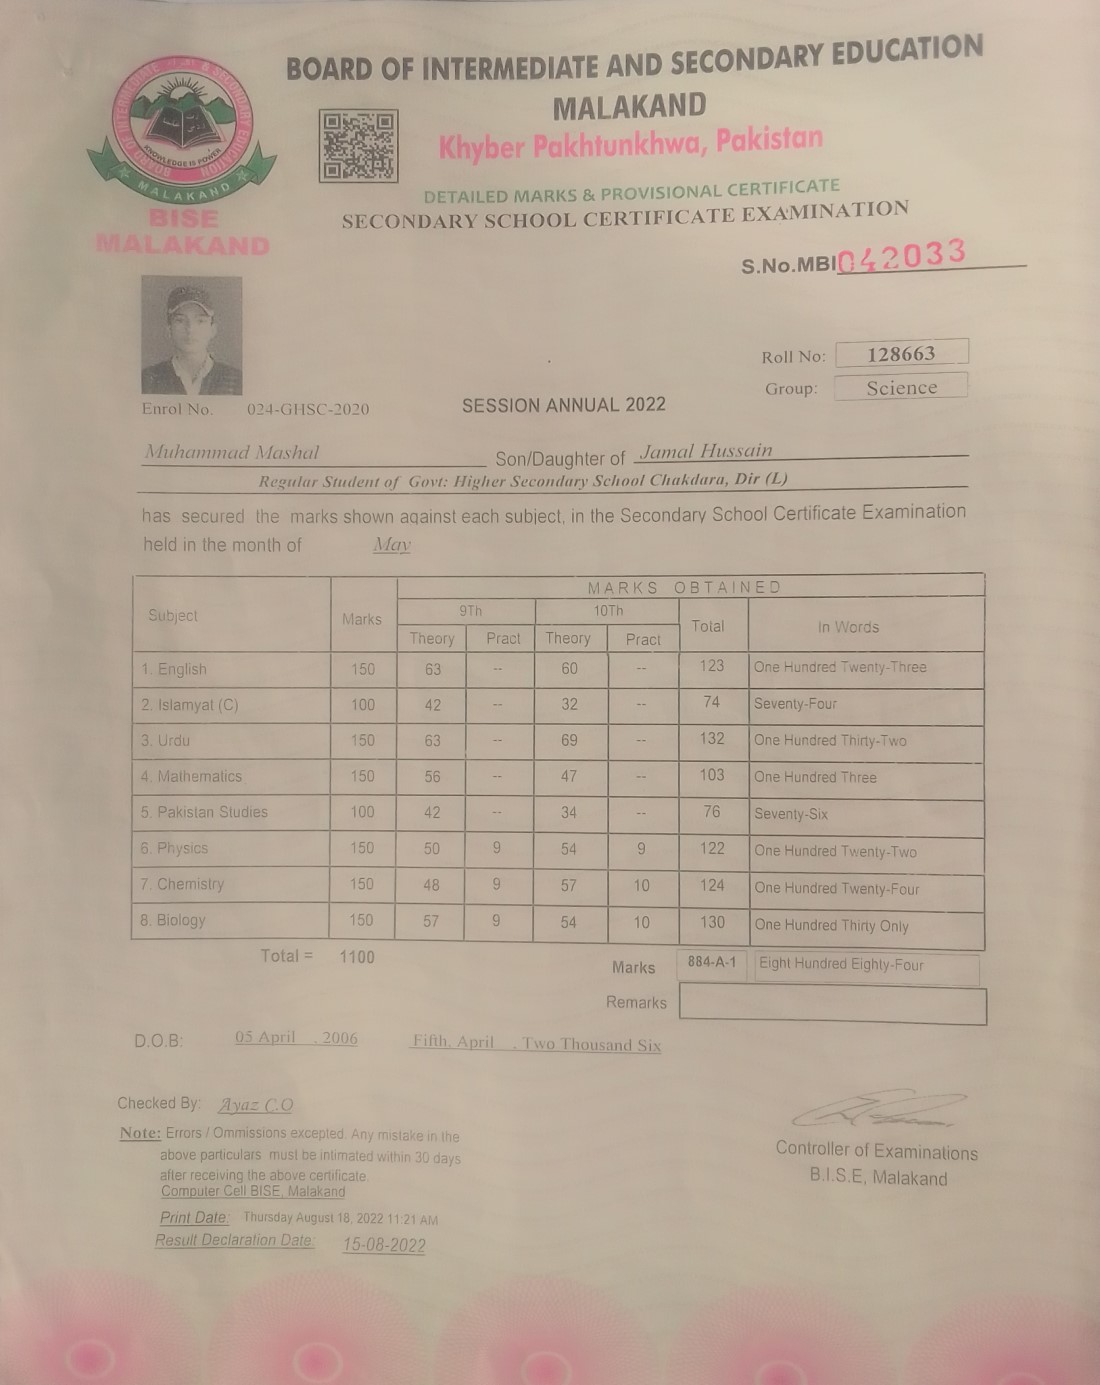 BOARD OF INTERMEDIATE AND SECONDARY EDUCATION
MALAKAND
Khyber Pakhtunkhwa, Pakistan
DETAILED MARKS & PROVISIONAL CERTIFICATE
SECONDARY SCHOOL CERTIFICATE EXAMINATION
BOARD OF INTERMEDIATE & SECONDARY EDUCATION
KNOWLEDGE IS POWER
MALAKAND
BISE
MALAKAND
S.No.MBI042033
Roll No: 128663
Group: Science
Enrol No. 024-GHSC-2020
SESSION ANNUAL 2022
Muhammad Mashal Son/Daughter of Jamal Hussain
Regular Student of Govt: Higher Secondary School Chakdara, Dir (L)
has secured the marks shown against each subject, in the Secondary School Certificate Examination
held in the month of May
MARKS OBTAINED
Subject Marks 9Th 10Th Total In Words
Theory Pract Theory Pract
1. English 150 63 -- 60 -- 123 One Hundred Twenty-Three
2. Islamyat (C) 100 42 -- 32 -- 74 Seventy-Four
3. Urdu 150 63 -- 69 -- 132 One Hundred Thirty-Two
4. Mathematics 150 56 -- 47 -- 103 One Hundred Three
5. Pakistan Studies 100 42 -- 34 -- 76 Seventy-Six
6. Physics 150 50 9 54 9 122 One Hundred Twenty-Two
7. Chemistry 150 48 9 57 10 124 One Hundred Twenty-Four
8. Biology 150 57 9 54 10 130 One Hundred Thirty Only
Total = 1100 Marks 884-A-1 Eight Hundred Eighty-Four
Remarks
D.O.B: 05 April , 2006 Fifth, April , Two Thousand Six
Checked By: Ayaz C.O
Note: Errors / Ommissions excepted. Any mistake in the
above particulars must be intimated within 30 days
after receiving the above certificate.
Computer Cell BISE, Malakand
Controller of Examinations
B.I.S.E, Malakand
Print Date: Thursday August 18, 2022 11:21 AM
Result Declaration Date: 15-08-2022